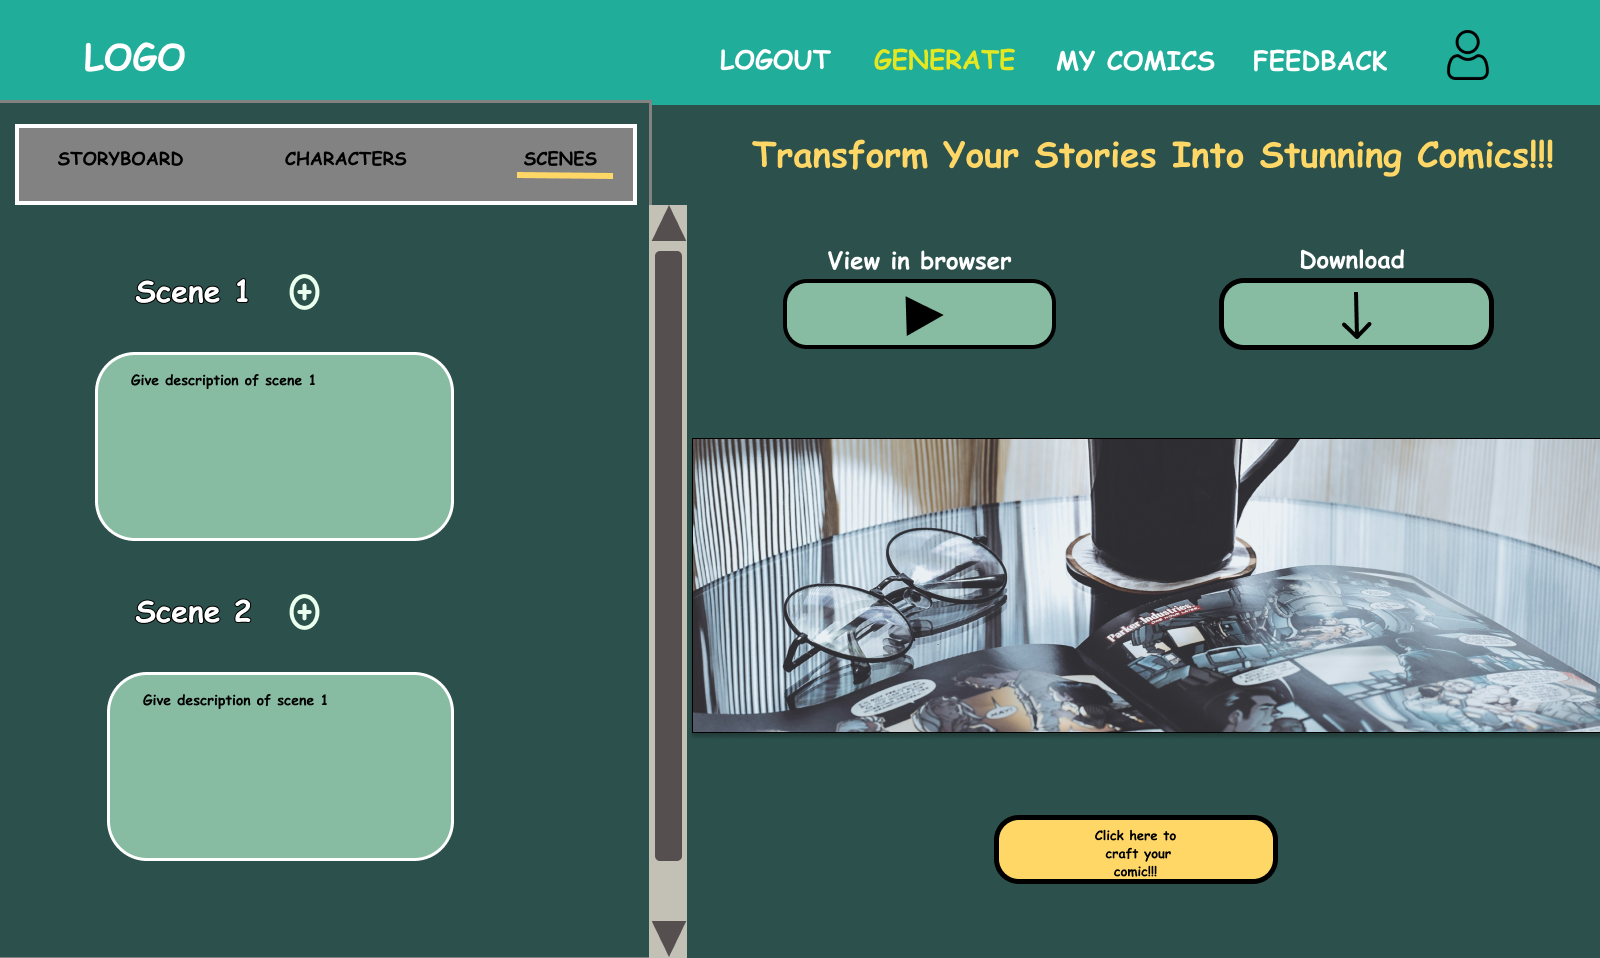 LOGO
LOGOUT
GENERATE
MY COMICS
FEEDBACK
STORYBOARD
CHARACTERS
SCENES
Scene 1
Give description of scene 1
Scene 2
Give description of scene 1
Transform Your Stories Into Stunning Comics!!!
View in browser
Download
Parker Industries.
Click here to
craft your
comic!!!